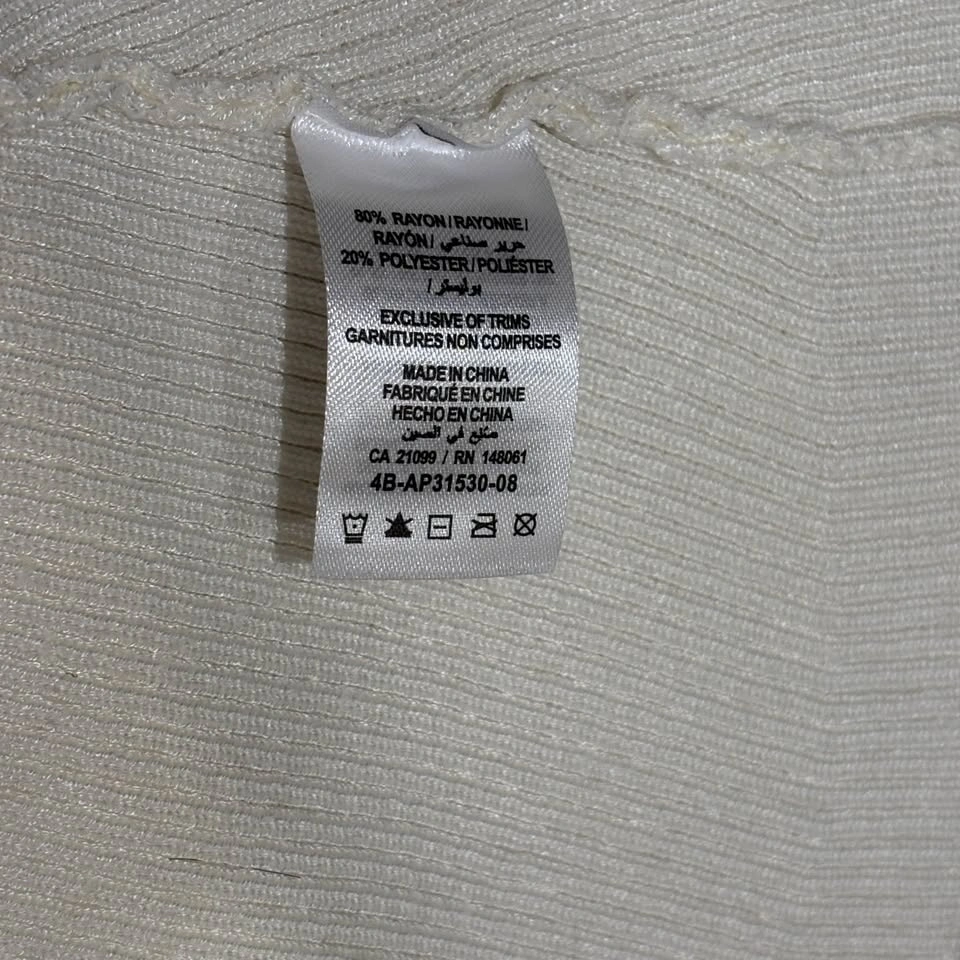 80% RAYON/RAYONNE/
RAYÓN/ حرير صناعي
20% POLYESTER/POLIÉSTER
/ بوليستر
EXCLUSIVE OF TRIMS
GARNITURES NON COMPRISES
MADE IN CHINA
FABRIQUÉ EN CHINE
HECHO EN CHINA
صنع في الصين
CA 21099 / RN 148061
4B-AP31530-08